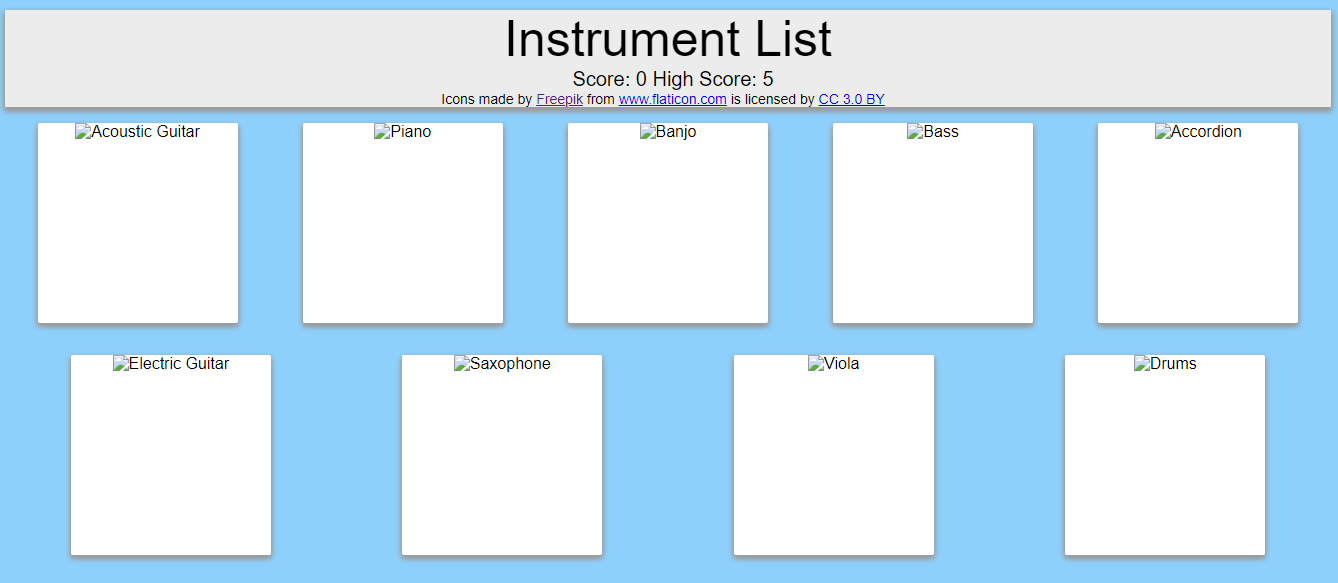 Instrument List
Score: 0 High Score: 5
Icons made by Freepik from www.flaticon.com is licensed by CC 3.0 BY
Acoustic Guitar
Piano
Banjo
Bass
Accordion
Electric Guitar
Saxophone
Viola
Drums